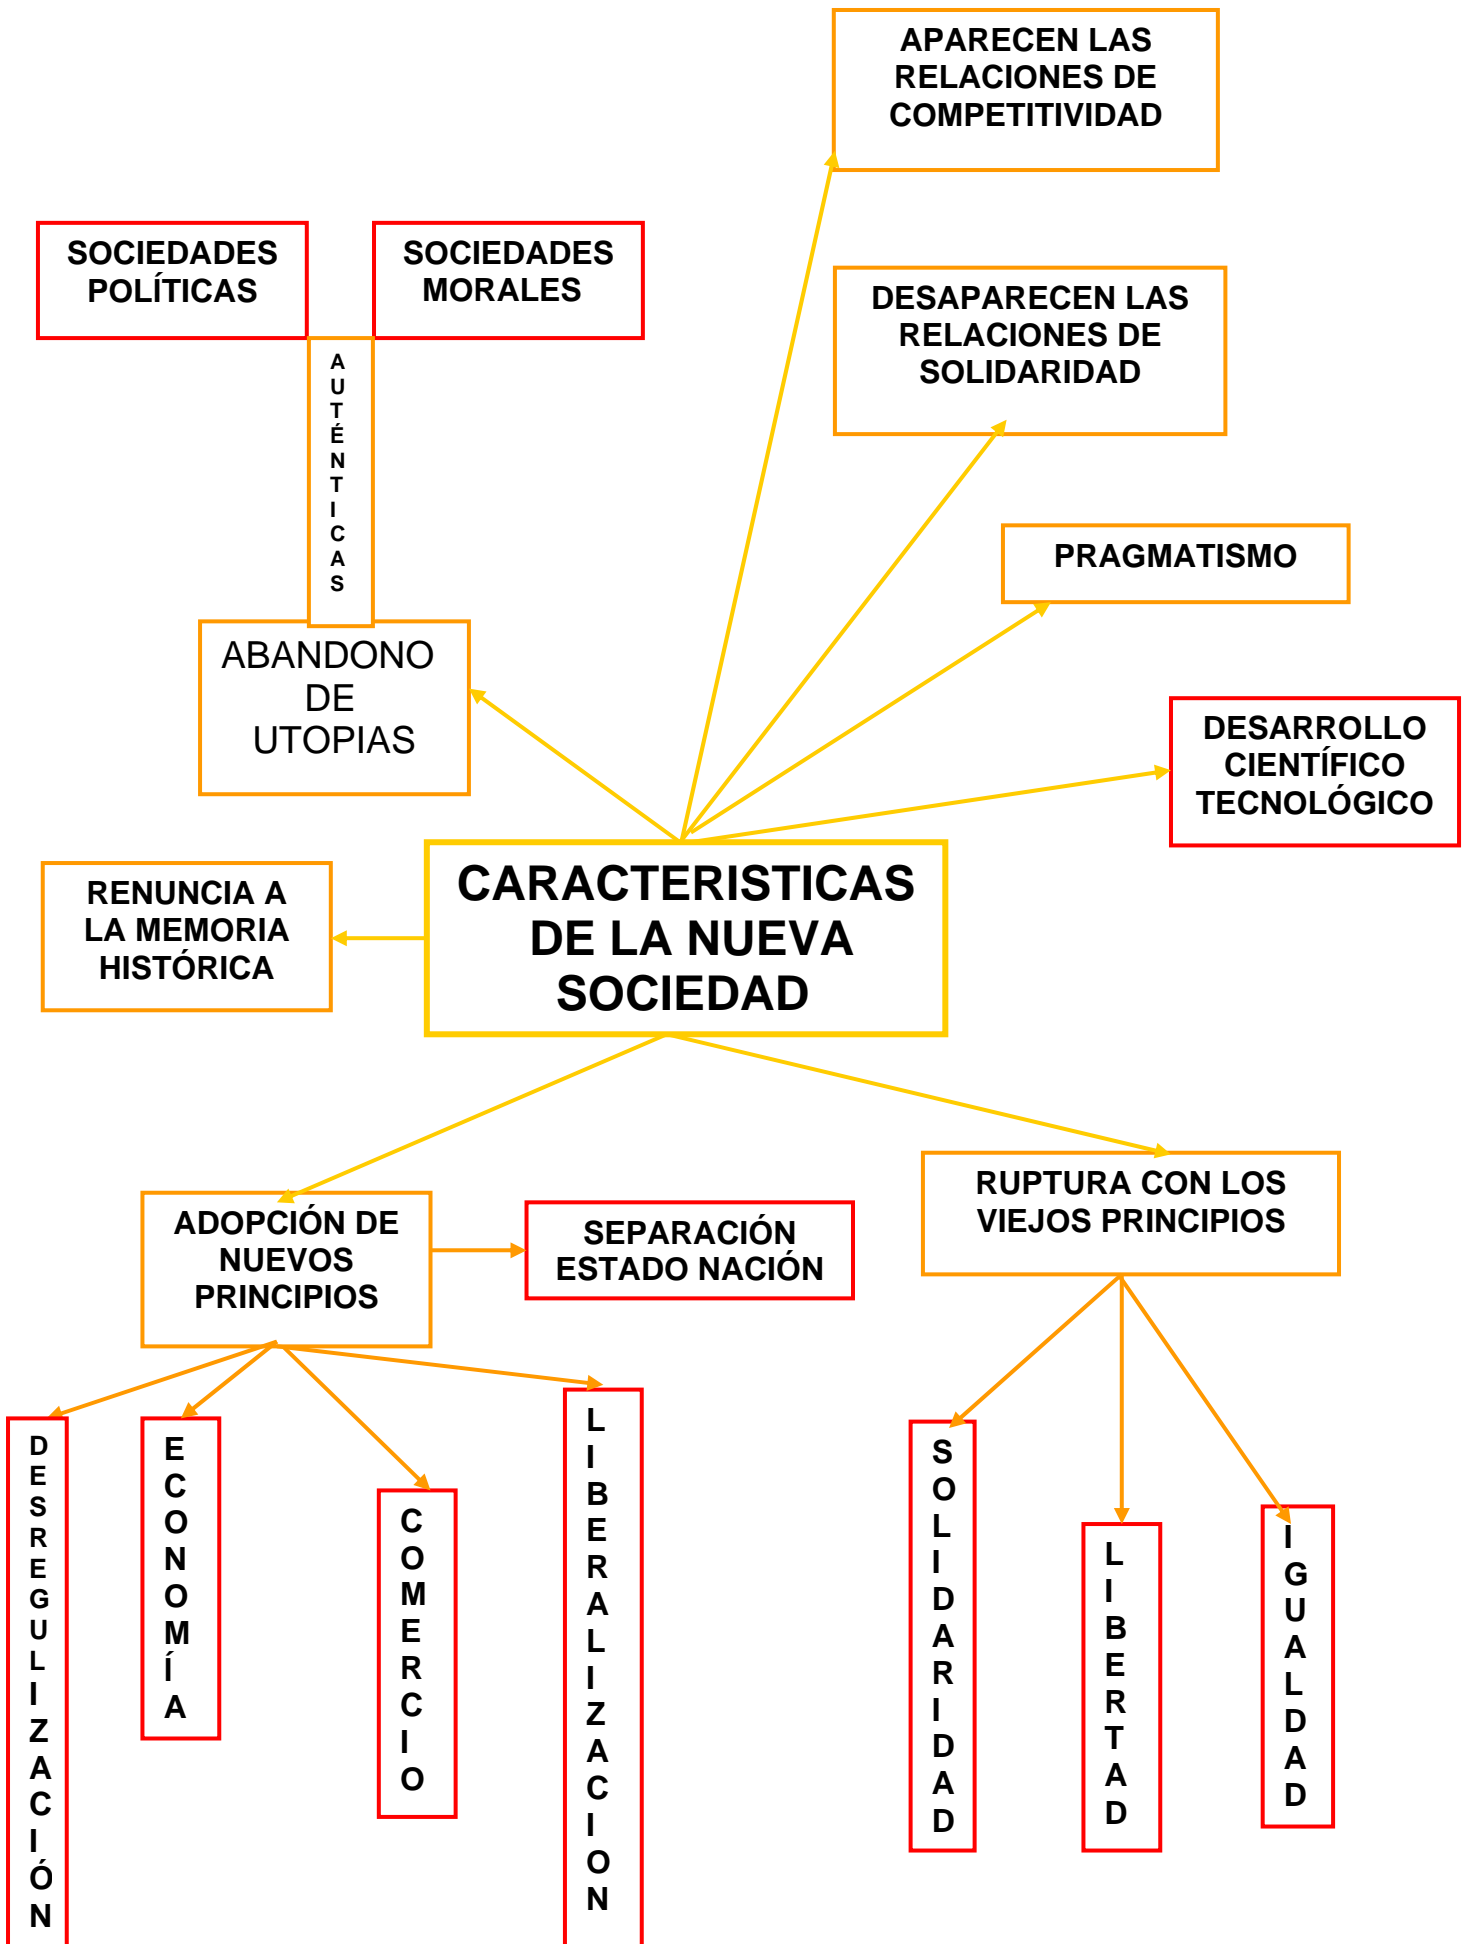 APARECEN LAS
RELACIONES DE
COMPETITIVIDAD
SOCIEDADES
POLÍTICAS
SOCIEDADES
MORALES
DESAPARECEN LAS
RELACIONES DE
SOLIDARIDAD
AUTÉNTICAS
PRAGMATISMO
ABANDONO
DE
UTOPIAS
DESARROLLO
CIENTÍFICO
TECNOLÓGICO
CARACTERISTICAS
DE LA NUEVA
SOCIEDAD
RENUNCIA A
LA MEMORIA
HISTÓRICA
RUPTURA CON LOS
VIEJOS PRINCIPIOS
ADOPCIÓN DE
NUEVOS
PRINCIPIOS
SEPARACIÓN
ESTADO NACIÓN
DESREGULIZACIÓN
ECONOMÍA
COMERCIO
LIBERALIZACION
SOLIDARIDAD
LIBERTAD
IGUALDAD